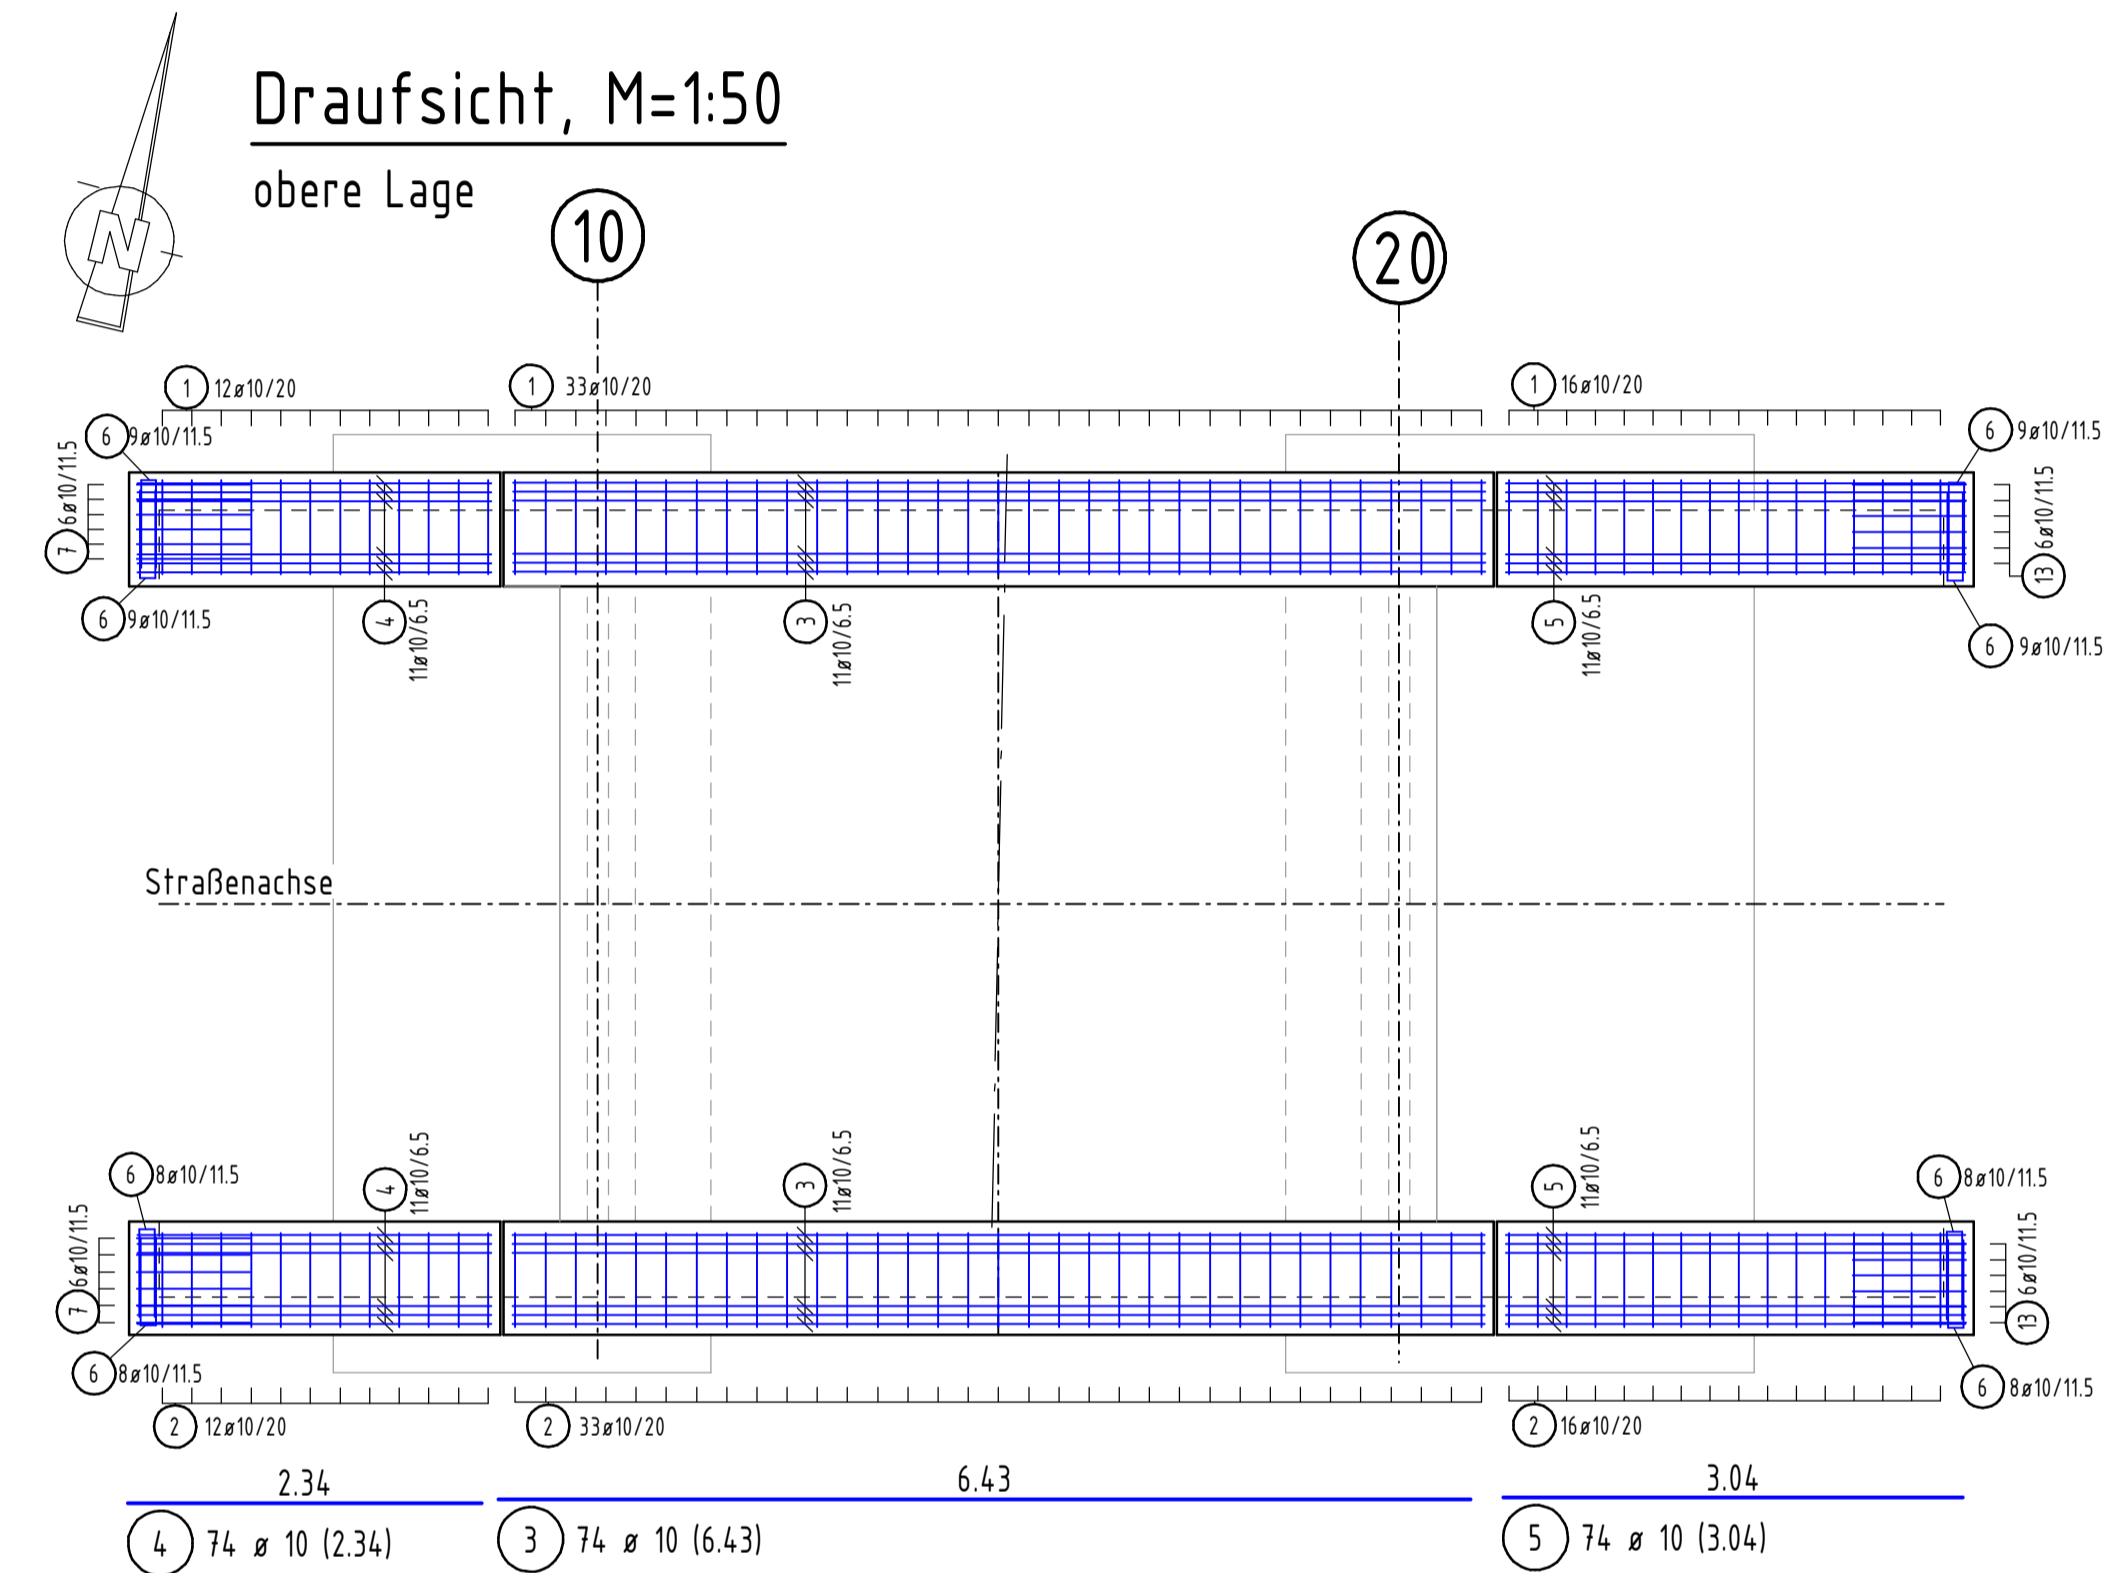 Draufsicht, M=1:50
obere Lage
N
10
20
1 12ø10/20
1 33ø10/20
1 16ø10/20
6 9ø10/11.5
6 9ø10/11.5
7 6ø10/11.5
13 6ø10/11.5
6 9ø10/11.5
4 11ø10/6.5
3 11ø10/6.5
5 11ø10/6.5
6 9ø10/11.5
Straßenachse
6 8ø10/11.5
4 11ø10/6.5
3 11ø10/6.5
5 11ø10/6.5
6 8ø10/11.5
7 6ø10/11.5
13 6ø10/11.5
6 8ø10/11.5
6 8ø10/11.5
2 12ø10/20
2 33ø10/20
2 16ø10/20
2.34
6.43
3.04
4 74 ø 10 (2.34)
3 74 ø 10 (6.43)
5 74 ø 10 (3.04)